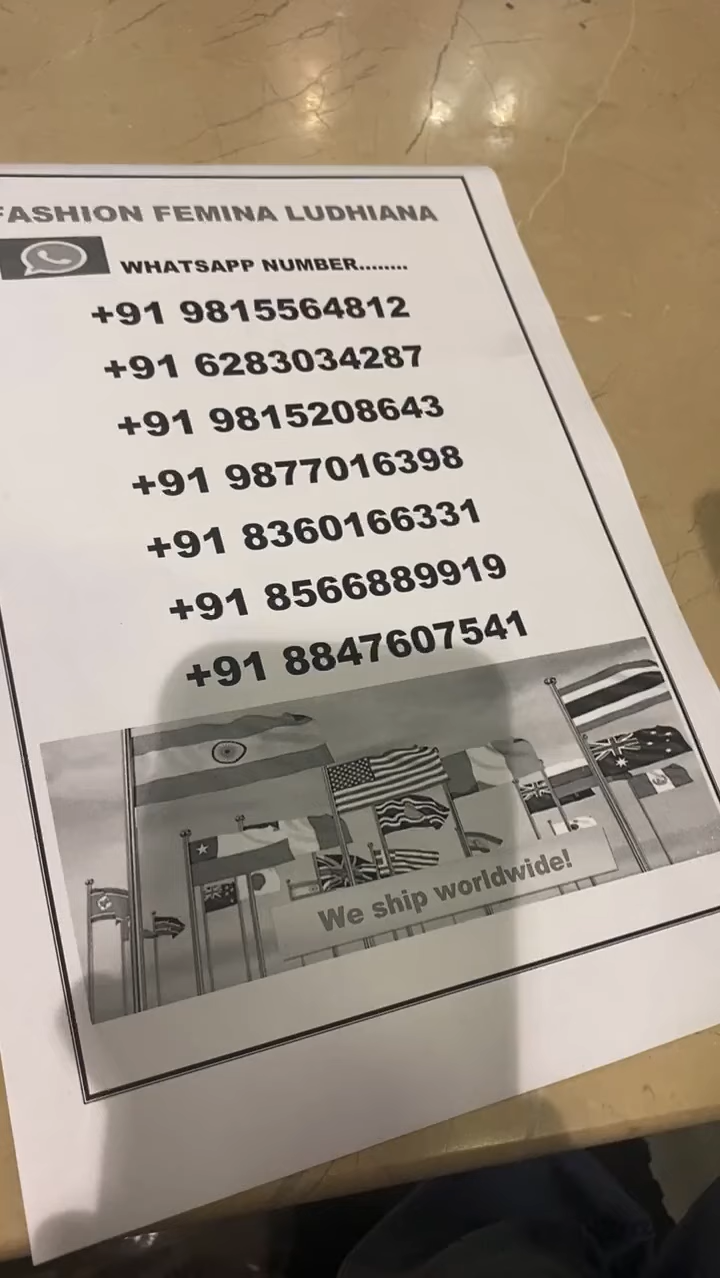 FASHION FEMINA LUDHIANA
WHATSAPP NUMBER........
+91 9815564812
+91 6283034287
+91 9815208643
+91 9877016398
+91 8360166331
+91 8566889919
+91 8847607541
We ship worldwide!